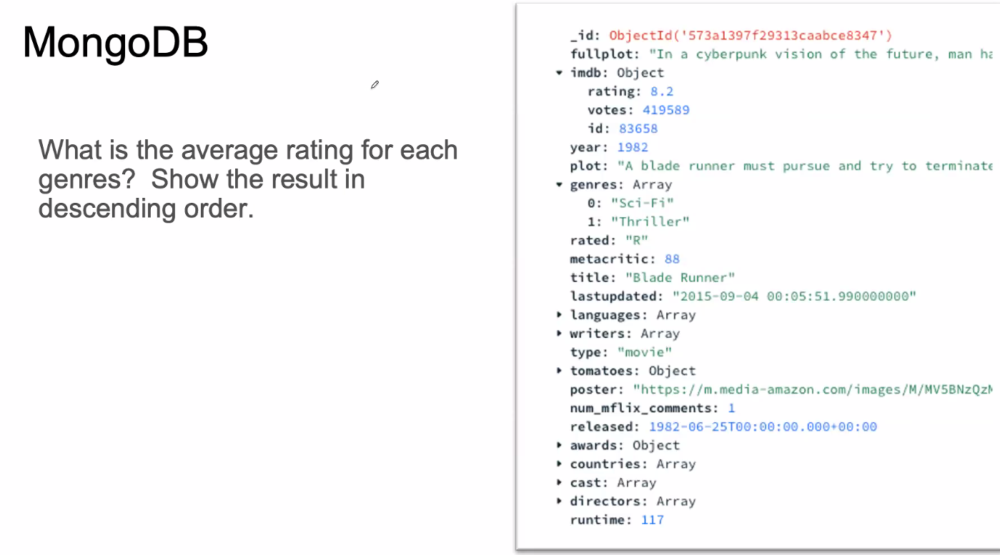 MongoDB
What is the average rating for each
genres?  Show the result in
descending order.
_id: ObjectId('573a1397f29313caabce8347')
fullplot: "In a cyberpunk vision of the future, man ha
imdb: Object
rating: 8.2
votes: 419589
id: 83658
year: 1982
plot: "A blade runner must pursue and try to terminate
genres: Array
0: "Sci-Fi"
1: "Thriller"
rated: "R"
metacritic: 88
title: "Blade Runner"
lastupdated: "2015-09-04 00:05:51.990000000"
languages: Array
writers: Array
type: "movie"
tomatoes: Object
poster: "https://m.media-amazon.com/images/M/MV5BNzQzM
num_mflix_comments: 1
released: 1982-06-25T00:00:00.000+00:00
awards: Object
countries: Array
cast: Array
directors: Array
runtime: 117